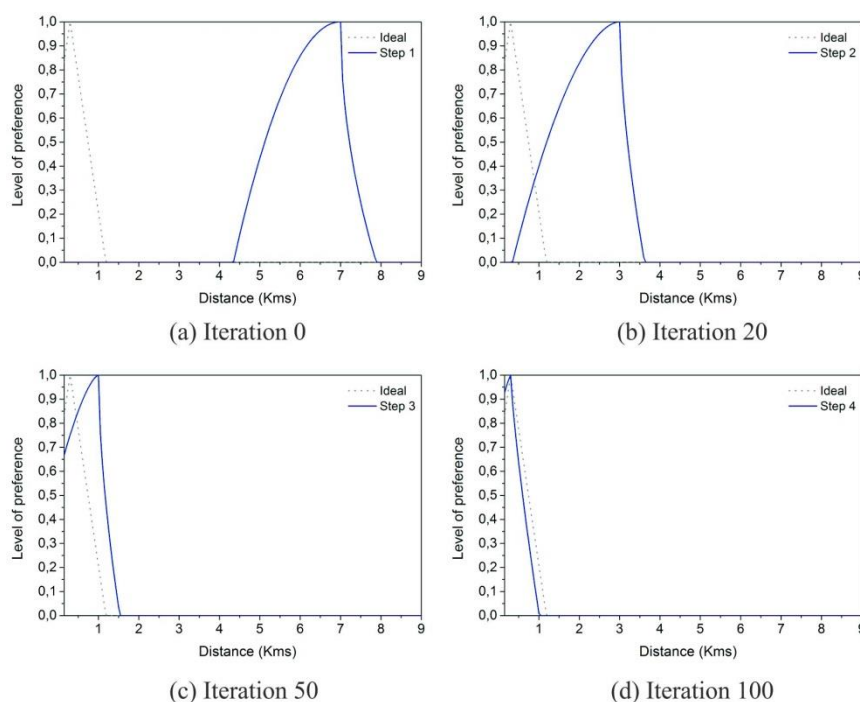 1,0
0,9
0,8
0,7
0,6
0,5
0,4
0,3
0,2
0,1
0,0
Level of preference
Ideal
Step 1
1 2 3 4 5 6 7 8 9
Distance (Kms)
(a) Iteration 0
1,0
0,9
0,8
0,7
0,6
0,5
0,4
0,3
0,2
0,1
0,0
Level of preference
Ideal
Step 2
1 2 3 4 5 6 7 8 9
Distance (Kms)
(b) Iteration 20
1,0
0,9
0,8
0,7
0,6
0,5
0,4
0,3
0,2
0,1
0,0
Level of preference
Ideal
Step 3
1 2 3 4 5 6 7 8 9
Distance (Kms)
(c) Iteration 50
1,0
0,9
0,8
0,7
0,6
0,5
0,4
0,3
0,2
0,1
0,0
Level of preference
Ideal
Step 4
1 2 3 4 5 6 7 8 9
Distance (Kms)
(d) Iteration 100